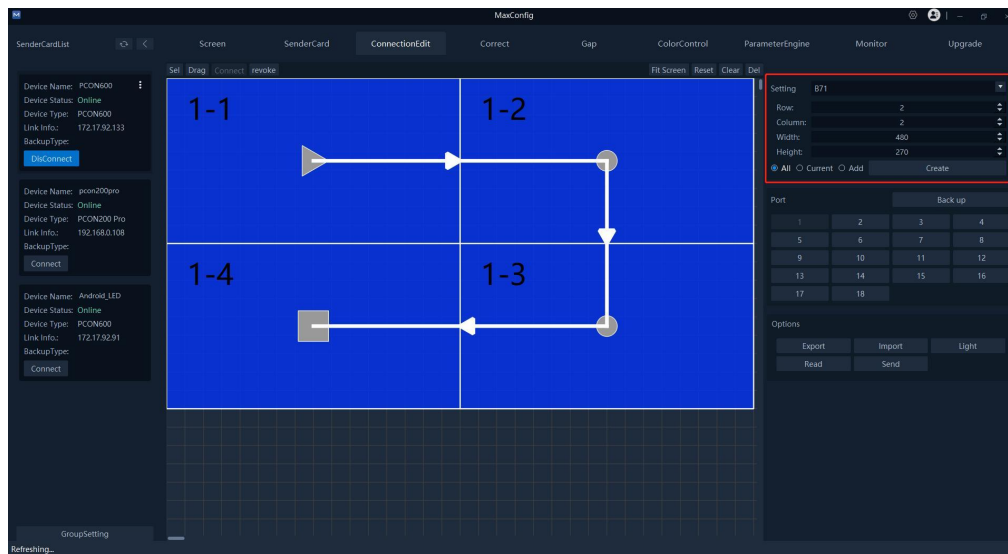 MaxConfig
SenderCardList
Screen
SenderCard
ConnectionEdit
Correct
Gap
ColorControl
ParameterEngine
Monitor
Upgrade
Sel Drag Connect revoke
Fit Screen Reset Clear Del
Device Name: PCON600
Device Status: Online
Device Type: PCON600
Link Info.: 172.17.92.133
BackupType:
DisConnect
Device Name: pcon200pro
Device Status: Online
Device Type: PCON200 Pro
Link Info.: 192.168.0.108
BackupType:
Connect
Device Name: Android_LED
Device Status: Online
Device Type: PCON600
Link Info.: 172.17.92.91
BackupType:
Connect
GroupSetting
Refreshing...
1-1
1-2
1-4
1-3
Setting B71
Row: 2
Column: 2
Width: 480
Height: 270
All Current Add Create
Port Back up
1 2 3 4
5 6 7 8
9 10 11 12
13 14 15 16
17 18
Options
Export Import Light
Read Send